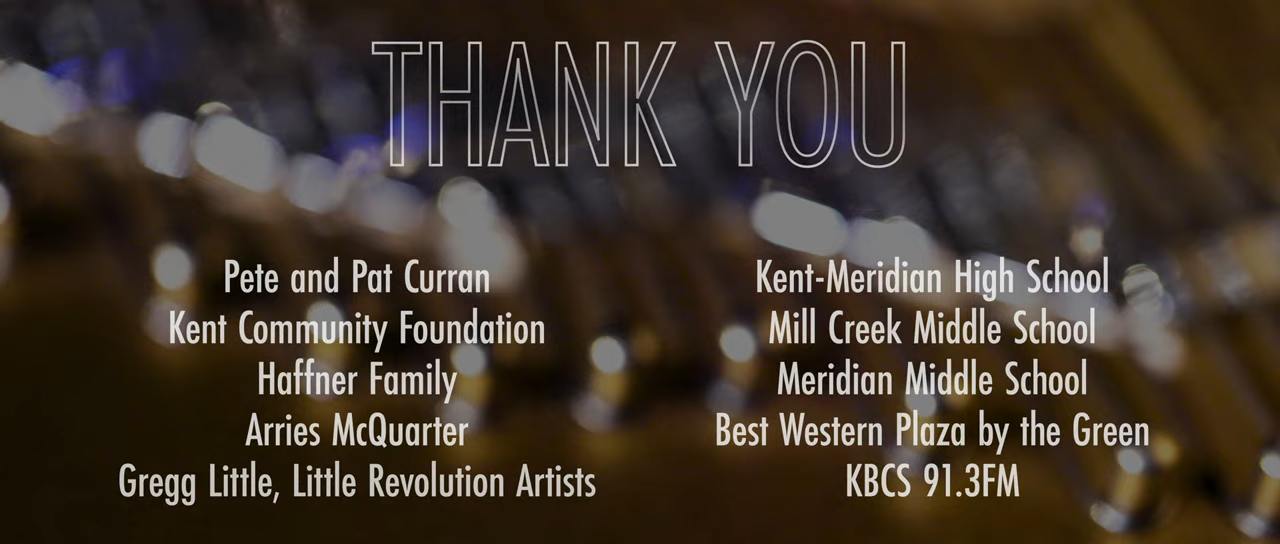 THANK YOU
Pete and Pat Curran
Kent Community Foundation
Haffner Family
Arries McQuarter
Gregg Little, Little Revolution Artists
Kent-Meridian High School
Mill Creek Middle School
Meridian Middle School
Best Western Plaza by the Green
KBCS 91.3FM